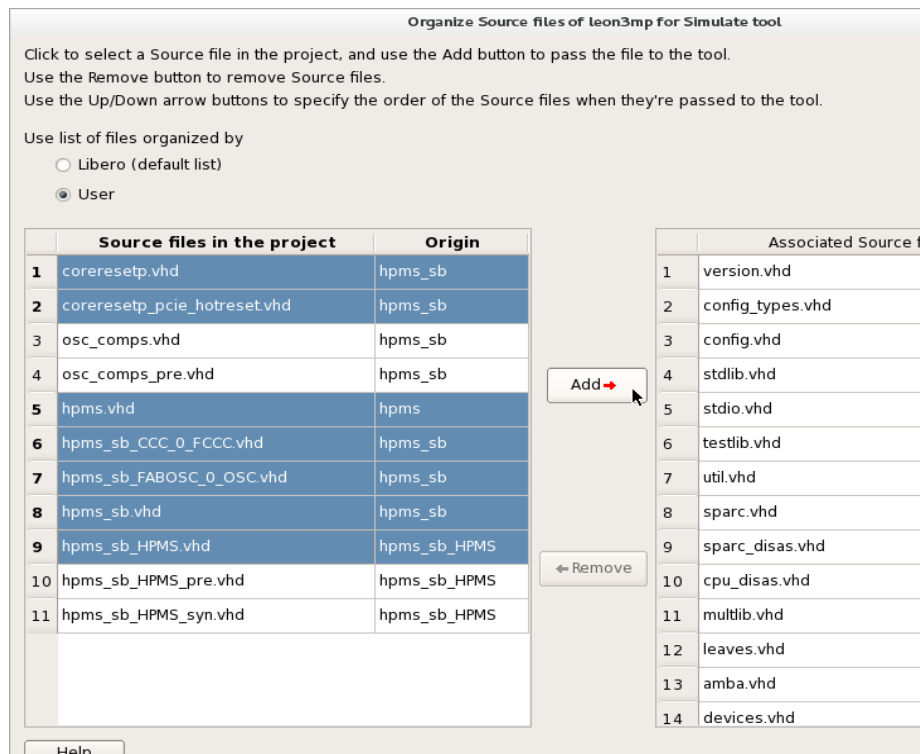 Organize Source files of leon3mp for Simulate tool
Click to select a Source file in the project, and use the Add button to pass the file to the tool.
Use the Remove button to remove Source files.
Use the Up/Down arrow buttons to specify the order of the Source files when they're passed to the tool.
Use list of files organized by
Libero (default list)
User
Source files in the project Origin
1 coreresetp.vhd hpms_sb
2 coreresetp_pcie_hotreset.vhd hpms_sb
3 osc_comps.vhd hpms_sb
4 osc_comps_pre.vhd hpms_sb
5 hpms.vhd hpms
6 hpms_sb_CCC_0_FCCC.vhd hpms_sb
7 hpms_sb_FABOSC_0_OSC.vhd hpms_sb
8 hpms_sb.vhd hpms_sb
9 hpms_sb_HPMS.vhd hpms_sb_HPMS
10 hpms_sb_HPMS_pre.vhd hpms_sb_HPMS
11 hpms_sb_HPMS_syn.vhd hpms_sb_HPMS
Add
Remove
Associated Source f
1 version.vhd
2 config_types.vhd
3 config.vhd
4 stdlib.vhd
5 stdio.vhd
6 testlib.vhd
7 util.vhd
8 sparc.vhd
9 sparc_disas.vhd
10 cpu_disas.vhd
11 multlib.vhd
12 leaves.vhd
13 amba.vhd
14 devices.vhd
Help